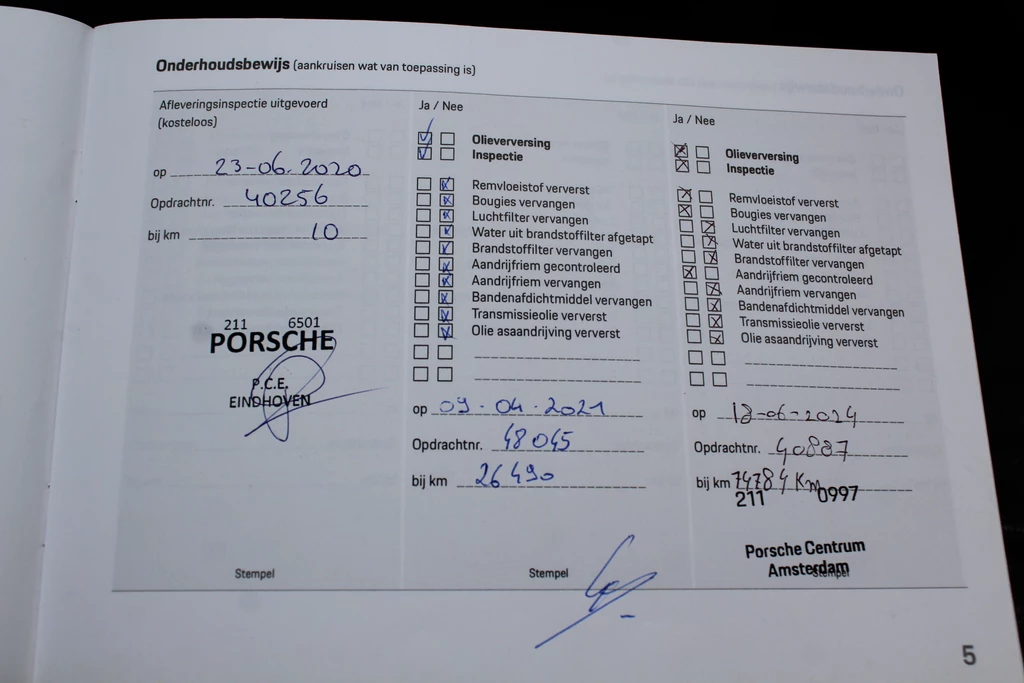 Onderhoudsbewijs (aankruisen wat van toepassing is)
Afleveringsinspectie uitgevoerd
(kosteloos)
op 23-06.2020
Opdrachtnr. 40256
bij km 10
211 6501
PORSCHE
P.C.E.
EINDHOVEN
Stempel
Ja / Nee
Olieverversing
Inspectie
Remvloeistof ververst
Bougies vervangen
Luchtfilter vervangen
Water uit brandstoffilter afgetapt
Brandstoffilter vervangen
Aandrijfriem gecontroleerd
Aandrijfriem vervangen
Bandenafdichtmiddel vervangen
Transmissieolie ververst
Olie asaandrijving ververst
op 09-04-2021
Opdrachtnr. 48045
bij km 26490
Stempel
Ja / Nee
Olieverversing
Inspectie
Remvloeistof ververst
Bougies vervangen
Luchtfilter vervangen
Water uit brandstoffilter afgetapt
Brandstoffilter vervangen
Aandrijfriem gecontroleerd
Aandrijfriem vervangen
Bandenafdichtmiddel vervangen
Transmissieolie ververst
Olie asaandrijving ververst
op 18-06-2024
Opdrachtnr. 40887
bij km 74784 Km
211 0997
Porsche Centrum
Amsterdam
Stempel
5